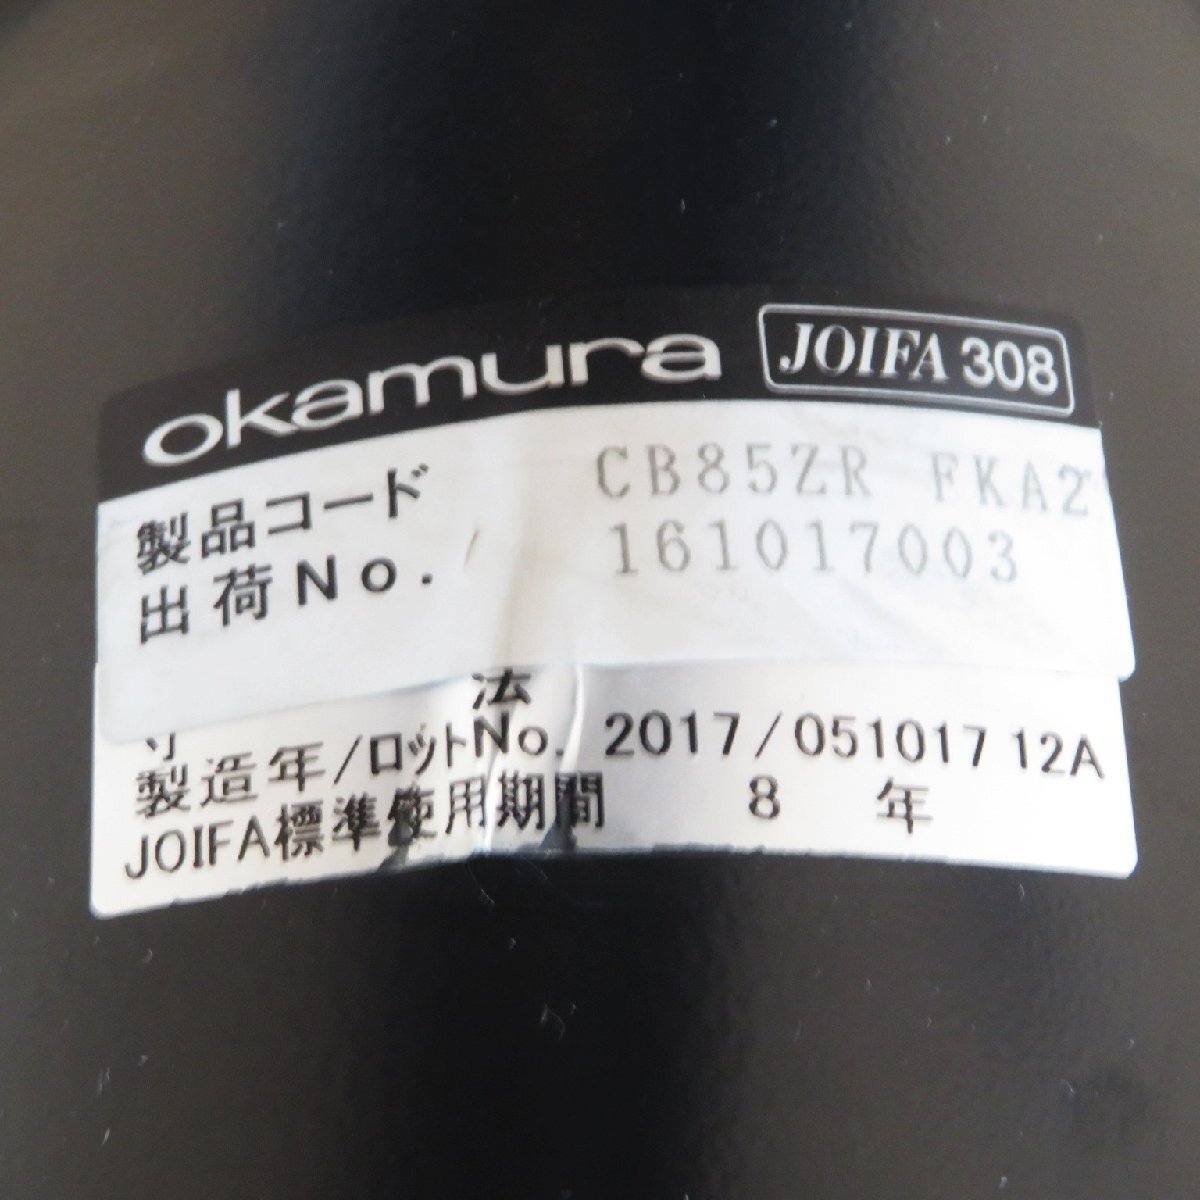 okamura JOIFA 308
製品コード CB85ZR FKA2
出荷No. 161017003
寸 法
製造年/ロットNo. 2017/051017 12A
JOIFA標準使用期間 8 年